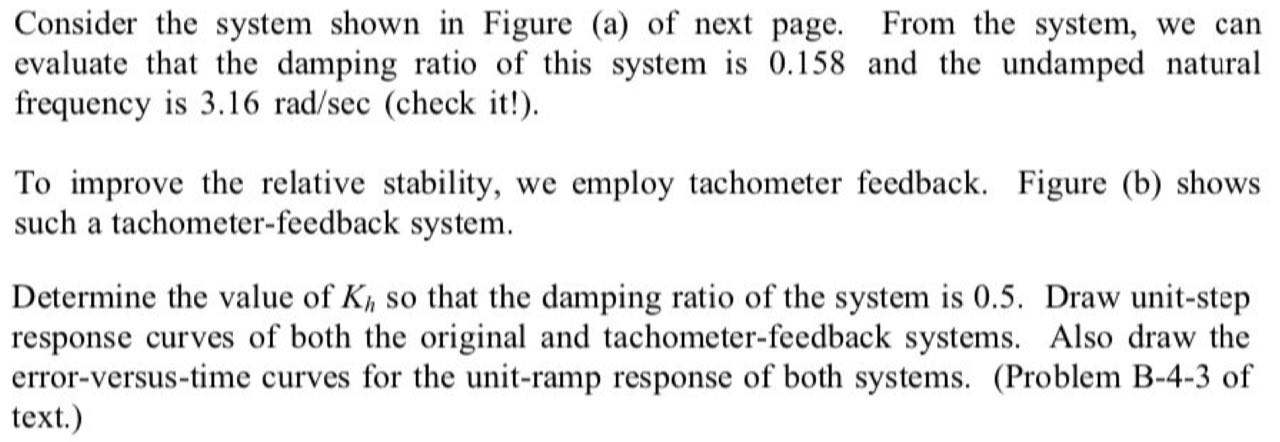 Consider the system shown in Figure (a) of next page. From the system, we can
evaluate that the damping ratio of this system is 0.158 and the undamped natural
frequency is 3.16 rad/sec (check it!).
To improve the relative stability, we employ tachometer feedback. Figure (b) shows
such a tachometer-feedback system.
Determine the value of Kₕ so that the damping ratio of the system is 0.5. Draw unit-step
response curves of both the original and tachometer-feedback systems. Also draw the
error-versus-time curves for the unit-ramp response of both systems. (Problem B-4-3 of
text.)